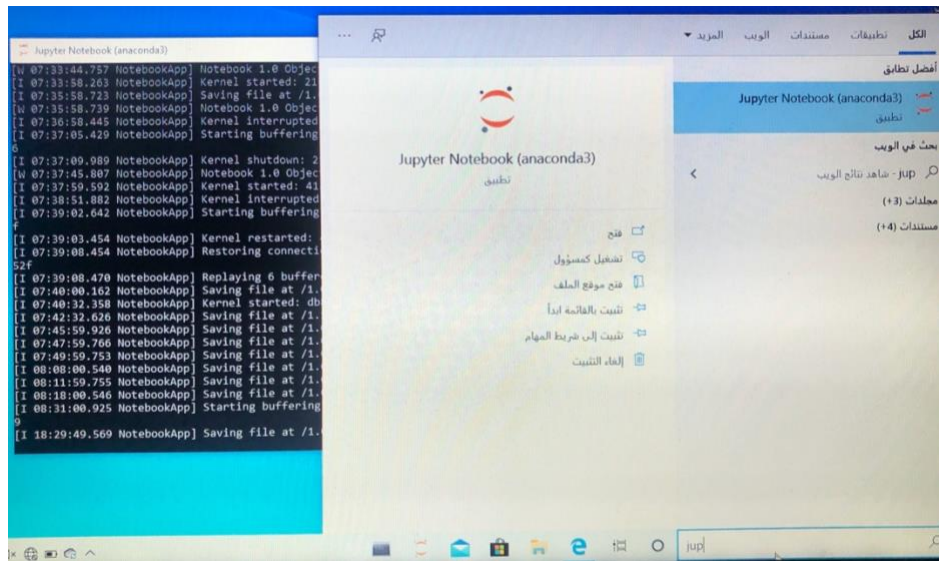 Jupyter Notebook (anaconda3)
[W 07:33:44.757 NotebookApp] Notebook 1.0 Objec
[I 07:33:58.263 NotebookApp] Kernel started: 21
[I 07:35:58.723 NotebookApp] Saving file at /1.
[W 07:35:58.739 NotebookApp] Notebook 1.0 Objec
[I 07:36:58.445 NotebookApp] Kernel interrupted
[I 07:37:05.429 NotebookApp] Starting buffering
6
[I 07:37:09.989 NotebookApp] Kernel shutdown: 2
[W 07:37:45.807 NotebookApp] Notebook 1.0 Objec
[I 07:37:59.592 NotebookApp] Kernel started: 41
[I 07:38:51.882 NotebookApp] Kernel interrupted
[I 07:39:02.642 NotebookApp] Starting buffering
f
[I 07:39:03.454 NotebookApp] Kernel restarted:
[I 07:39:08.454 NotebookApp] Restoring connecti
52f
[I 07:39:08.470 NotebookApp] Replaying 6 buffer
[I 07:40:00.162 NotebookApp] Saving file at /1.
[I 07:40:32.358 NotebookApp] Kernel started: db
[I 07:42:32.626 NotebookApp] Saving file at /1.
[I 07:45:59.926 NotebookApp] Saving file at /1.
[I 07:47:59.766 NotebookApp] Saving file at /1.
[I 07:49:59.753 NotebookApp] Saving file at /1.
[I 08:08:00.540 NotebookApp] Saving file at /1.
[I 08:11:59.755 NotebookApp] Saving file at /1.
[I 08:18:00.546 NotebookApp] Saving file at /1.
[I 08:31:00.925 NotebookApp] Starting buffering
9
[I 18:29:49.569 NotebookApp] Saving file at /1.
الكل تطبيقات مستندات الويب المزيد
أفضل تطابق
Jupyter Notebook (anaconda3)
تطبيق
بحث في الويب
jup - شاهد نتائج الويب
مجلدات (3+)
مستندات (4+)
Jupyter Notebook (anaconda3)
تطبيق
فتح
تشغيل كمسؤول
فتح موقع الملف
تثبيت بالقائمة ابدأ
تثبيت إلى شريط المهام
إلغاء التثبيت
jup